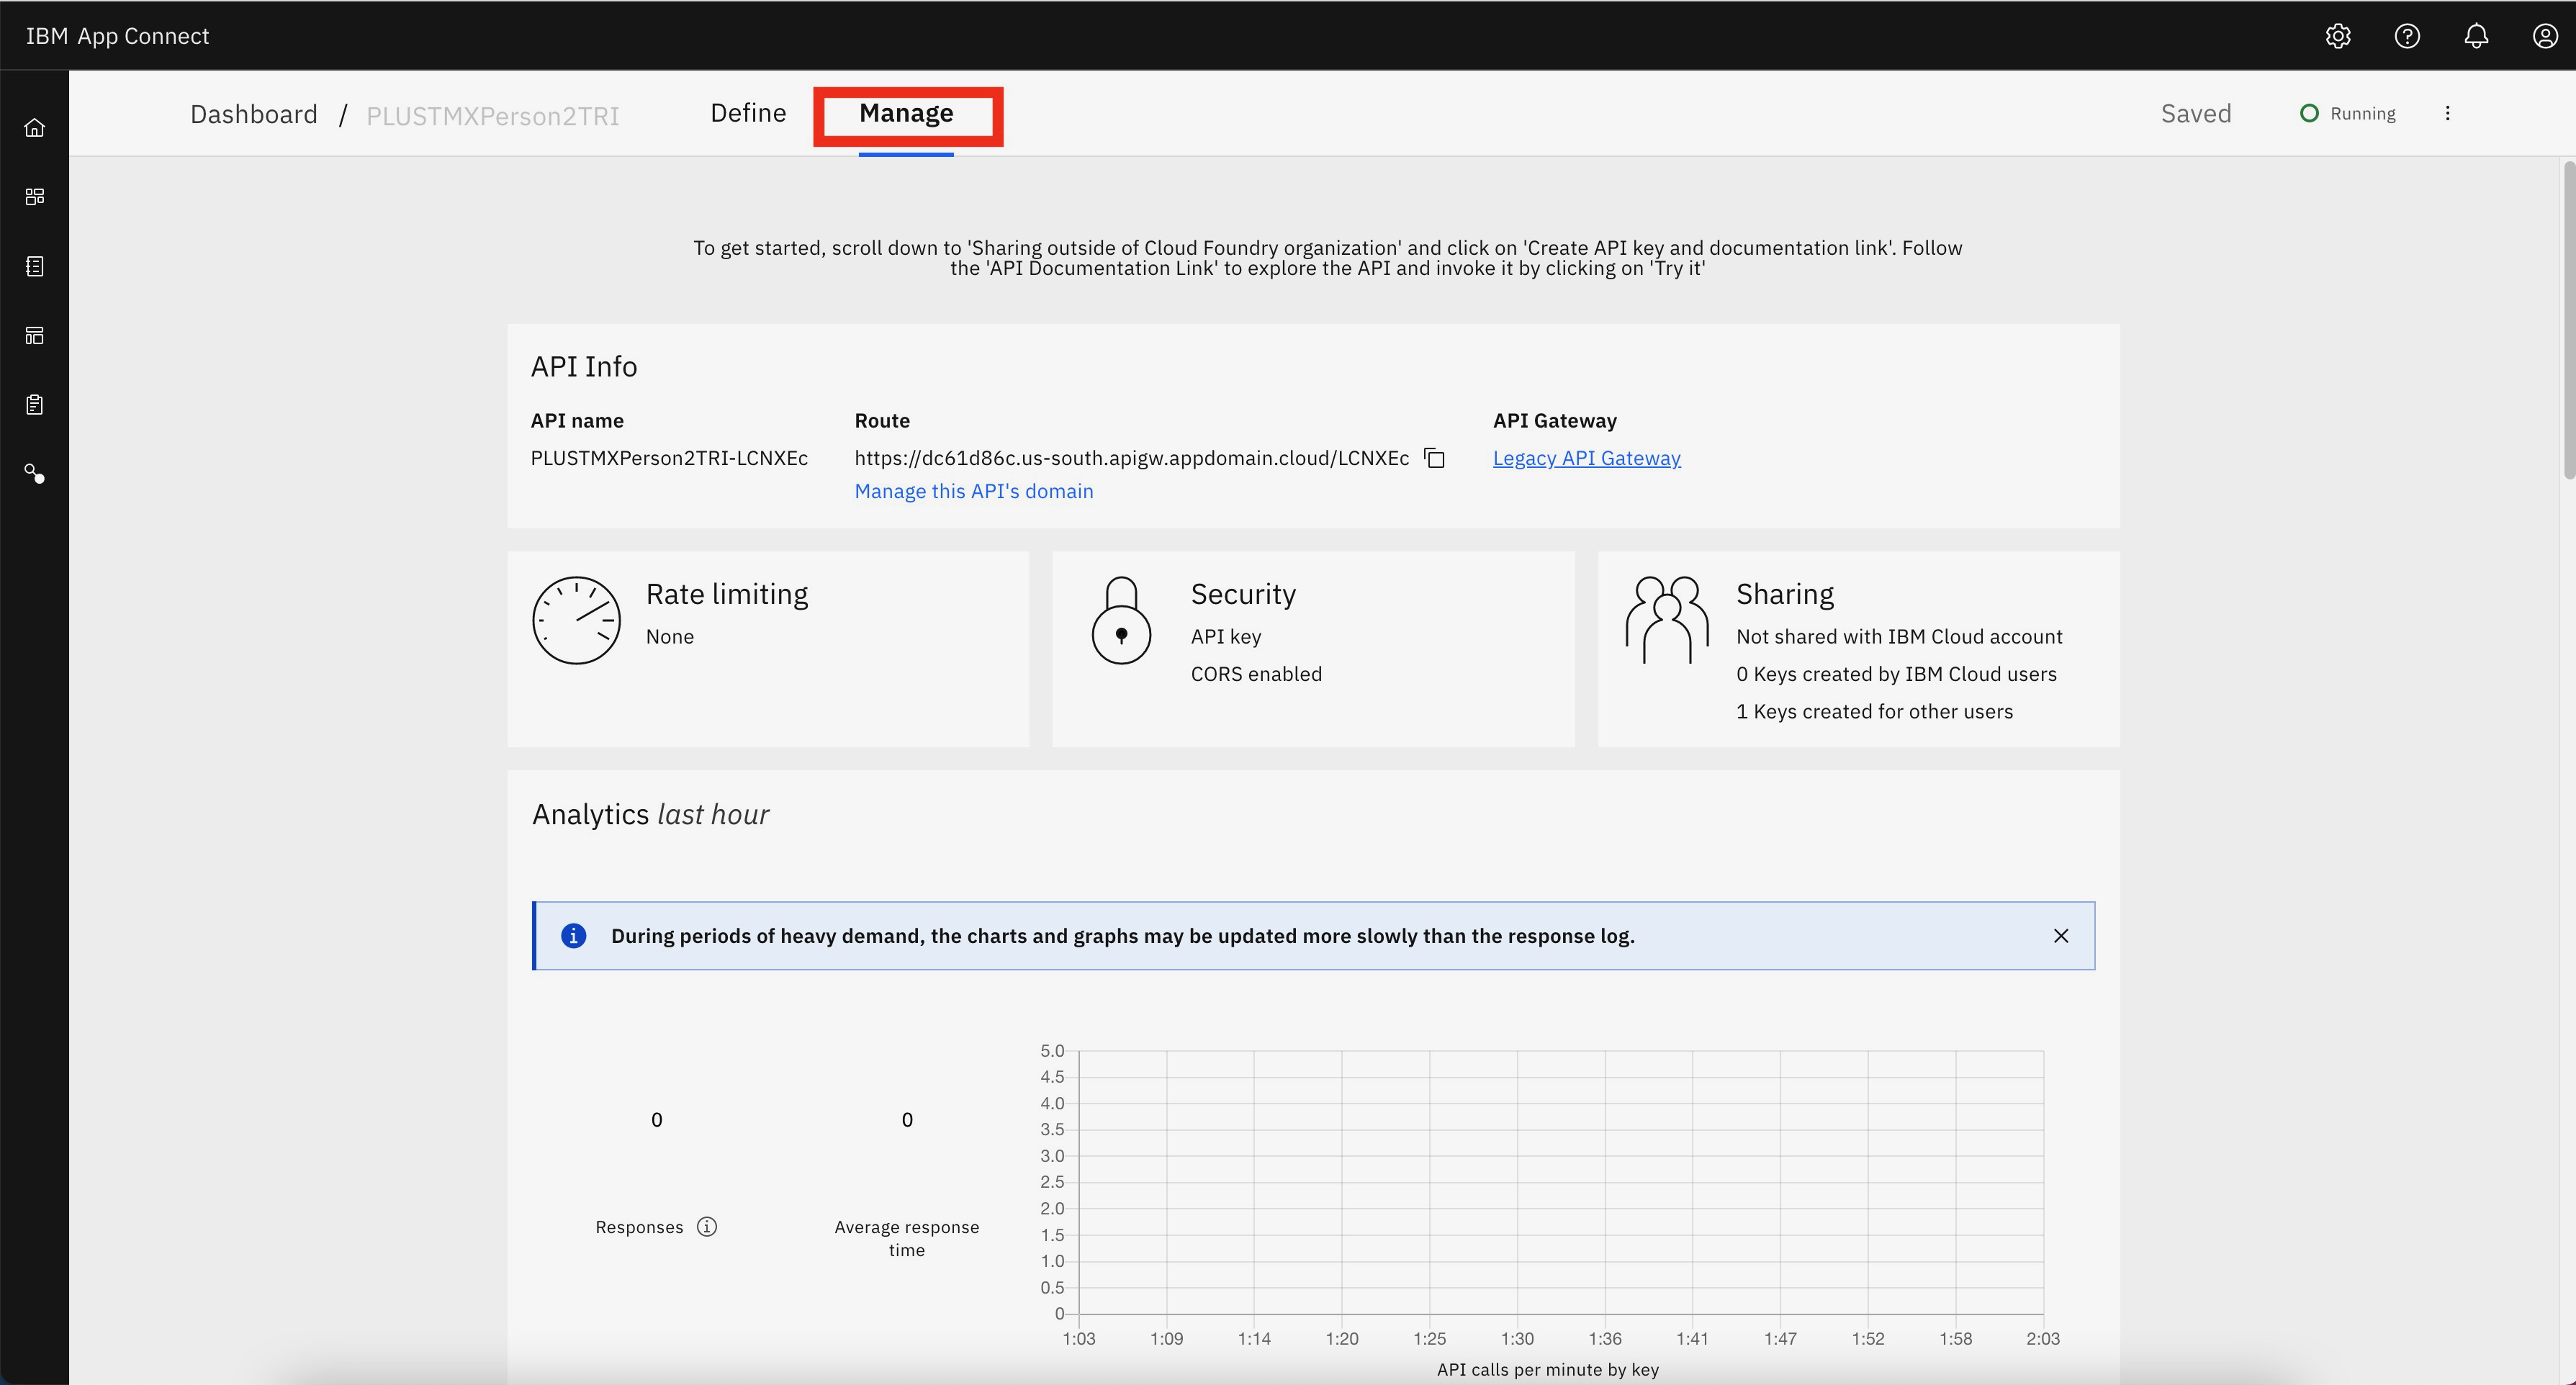 IBM App Connect
Dashboard / PLUSTMXPerson2TRI Define Manage Saved Running
To get started, scroll down to 'Sharing outside of Cloud Foundry organization' and click on 'Create API key and documentation link'. Follow
the 'API Documentation Link' to explore the API and invoke it by clicking on 'Try it'
API Info
API name Route API Gateway
PLUSTMXPerson2TRI-LCNXEc https://dc61d86c.us-south.apigw.appdomain.cloud/LCNXEc Legacy API Gateway
Manage this API's domain
Rate limiting
None
Security
API key
CORS enabled
Sharing
Not shared with IBM Cloud account
0 Keys created by IBM Cloud users
1 Keys created for other users
Analytics last hour
During periods of heavy demand, the charts and graphs may be updated more slowly than the response log.
0
Responses
0
Average response
time
5.0
4.5
4.0
3.5
3.0
2.5
2.0
1.5
1.0
0.5
0
1:03 1:09 1:14 1:20 1:25 1:30 1:36 1:41 1:47 1:52 1:58 2:03
API calls per minute by key